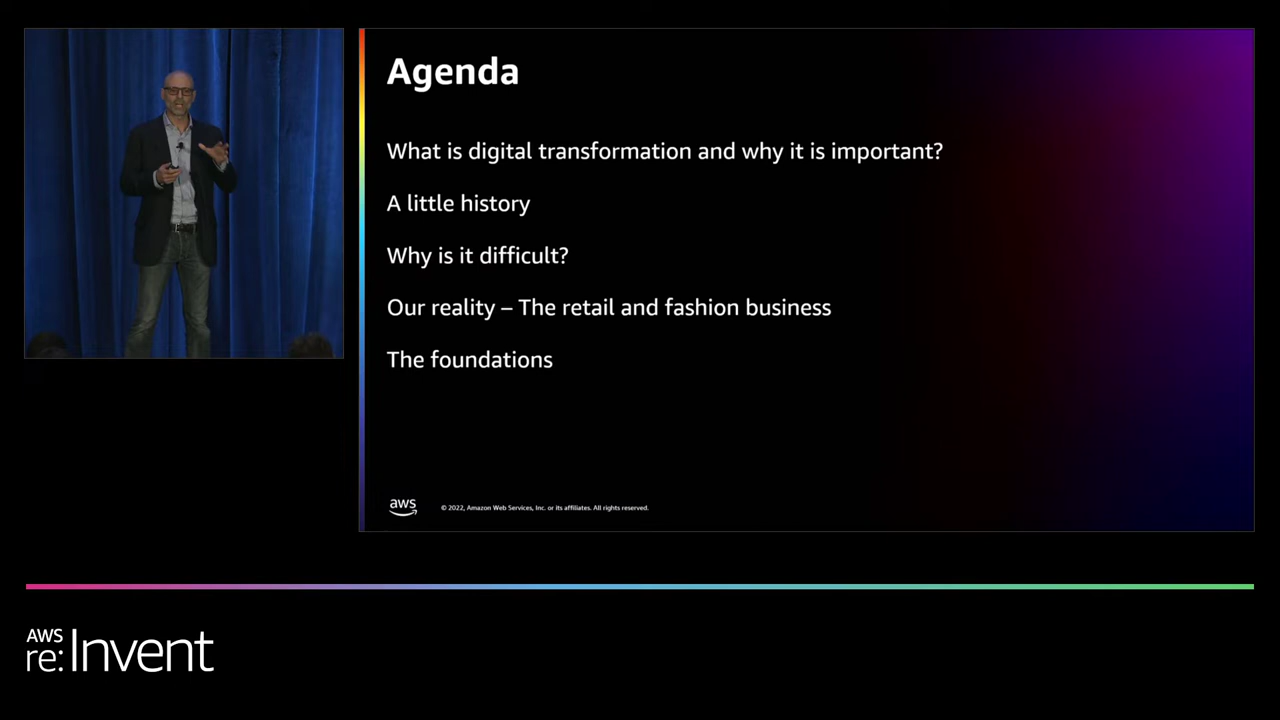 Agenda
What is digital transformation and why it is important?
A little history
Why is it difficult?
Our reality – The retail and fashion business
The foundations
aws
© 2022, Amazon Web Services, Inc. or its affiliates. All rights reserved.
AWS
re:Invent